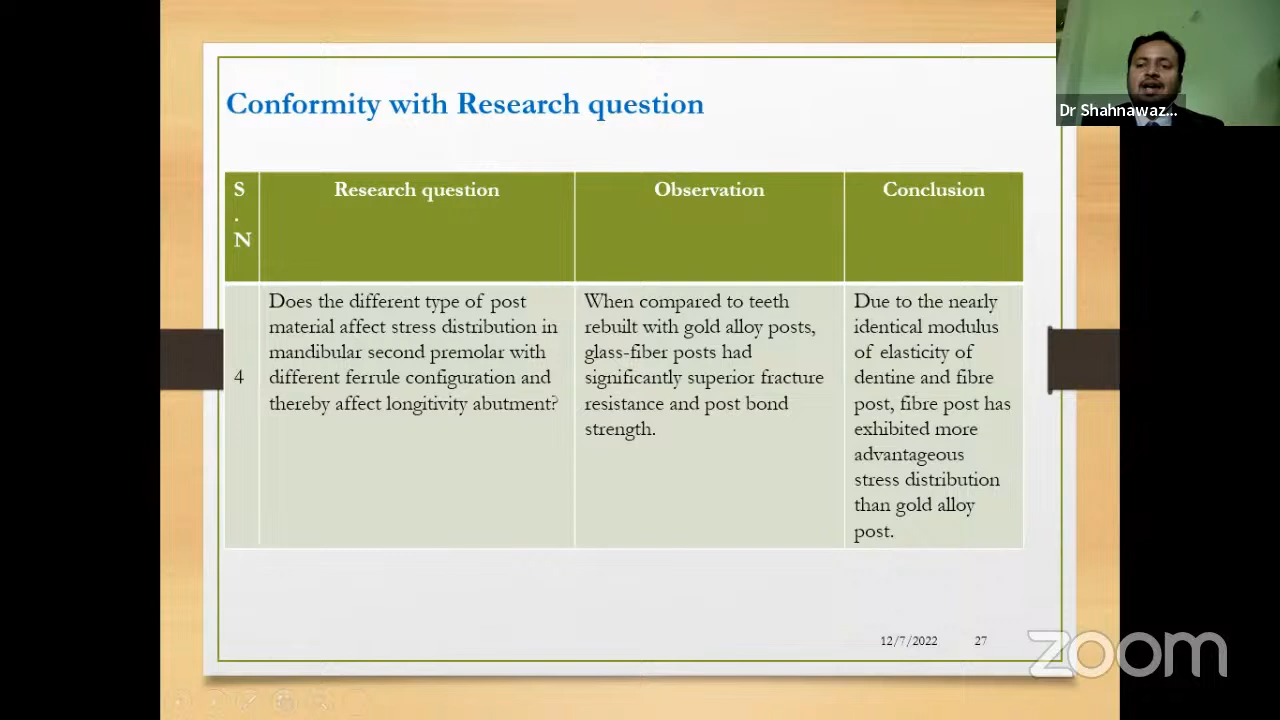 Dr Shahnawaz...
Conformity with Research question
S
.
N
Research question
Observation
Conclusion
4
Does the different type of post
material affect stress distribution in
mandibular second premolar with
different ferrule configuration and
thereby affect longitivity abutment?
When compared to teeth
rebuilt with gold alloy posts,
glass-fiber posts had
significantly superior fracture
resistance and post bond
strength.
Due to the nearly
identical modulus
of elasticity of
dentine and fibre
post, fibre post has
exhibited more
advantageous
stress distribution
than gold alloy
post.
12/7/2022
27
zoom